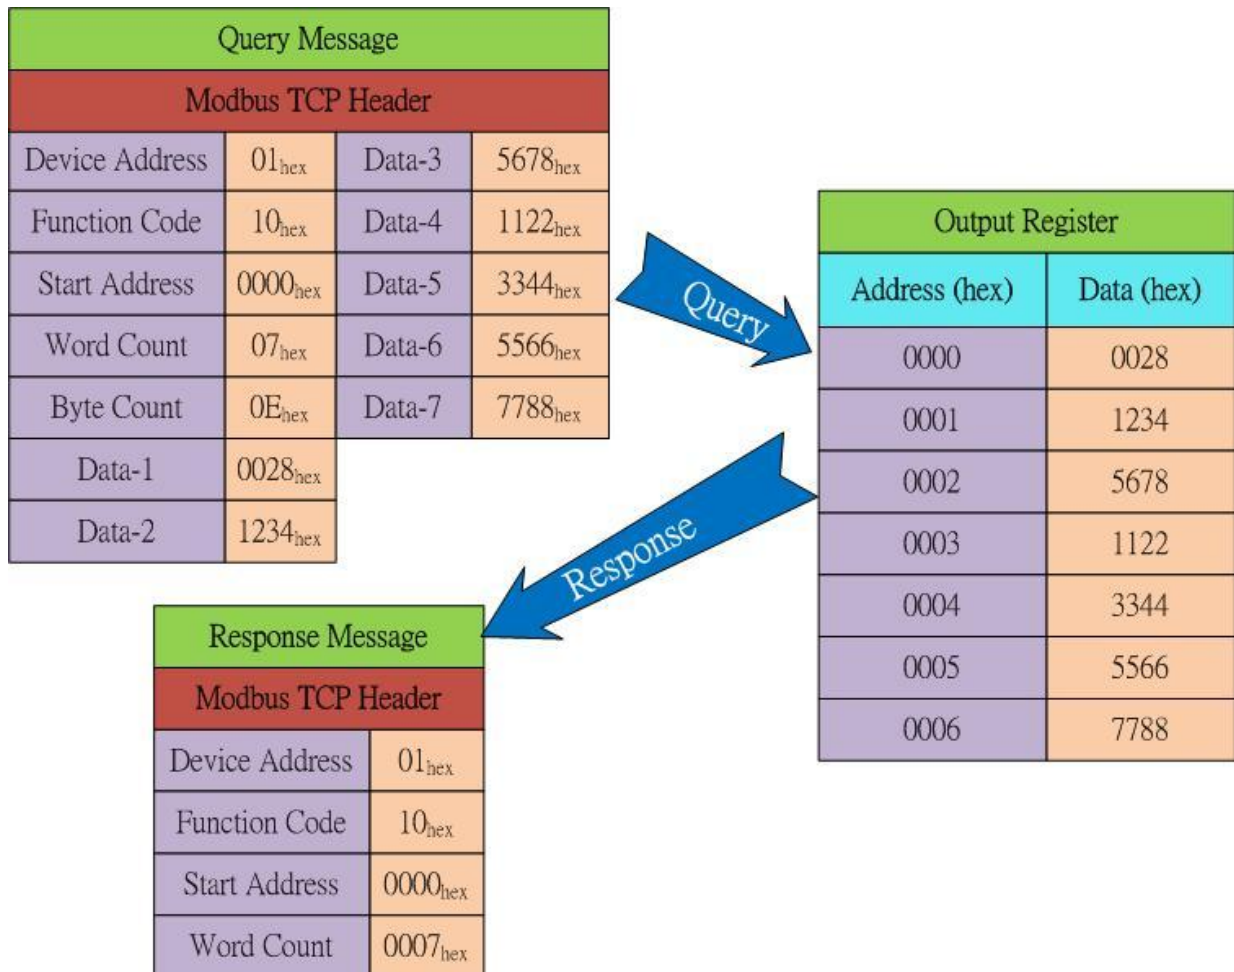 Query Message
Modbus TCP Header
Device Address 01hex Data-3 5678hex
Function Code 10hex Data-4 1122hex
Start Address 0000hex Data-5 3344hex
Word Count 07hex Data-6 5566hex
Byte Count 0Ehex Data-7 7788hex
Data-1 0028hex
Data-2 1234hex
Query
Output Register
Address (hex) Data (hex)
0000 0028
0001 1234
0002 5678
0003 1122
0004 3344
0005 5566
0006 7788
Response
Response Message
Modbus TCP Header
Device Address 01hex
Function Code 10hex
Start Address 0000hex
Word Count 0007hex